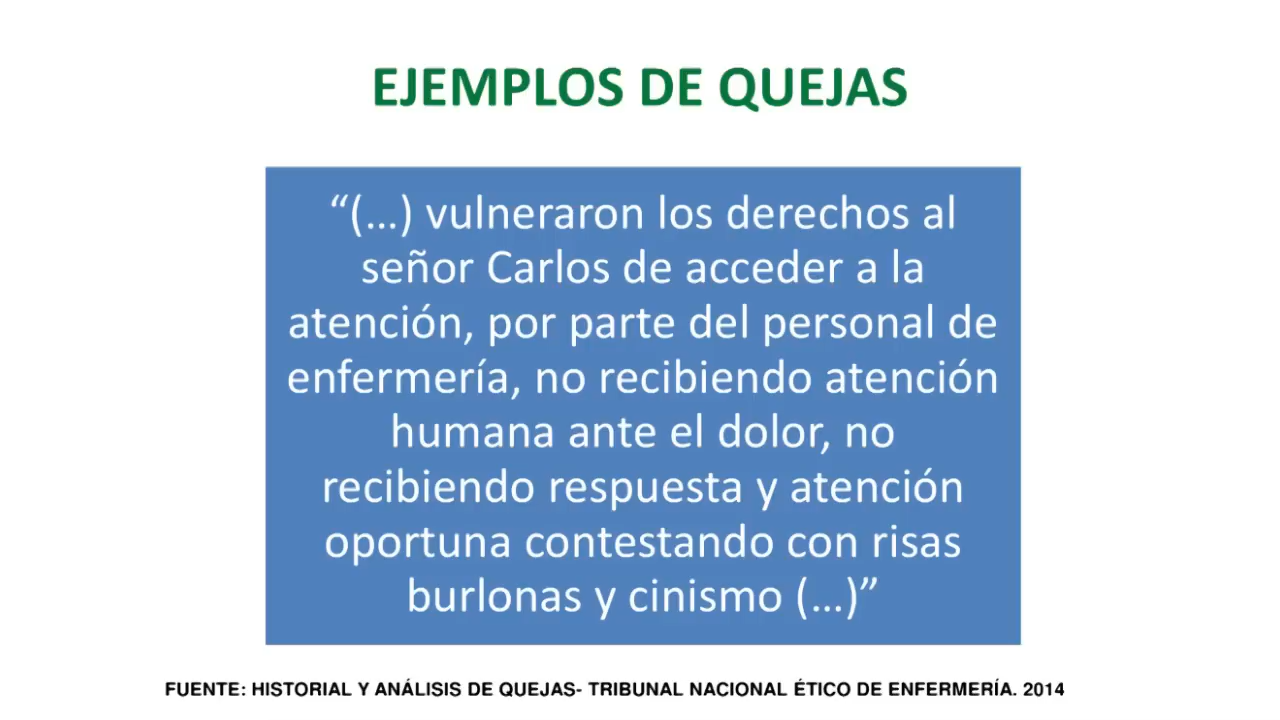 EJEMPLOS DE QUEJAS
“(...) vulneraron los derechos al
señor Carlos de acceder a la
atención, por parte del personal de
enfermería, no recibiendo atención
humana ante el dolor, no
recibiendo respuesta y atención
oportuna contestando con risas
burlonas y cinismo (...)”
FUENTE: HISTORIAL Y ANÁLISIS DE QUEJAS- TRIBUNAL NACIONAL ÉTICO DE ENFERMERÍA. 2014